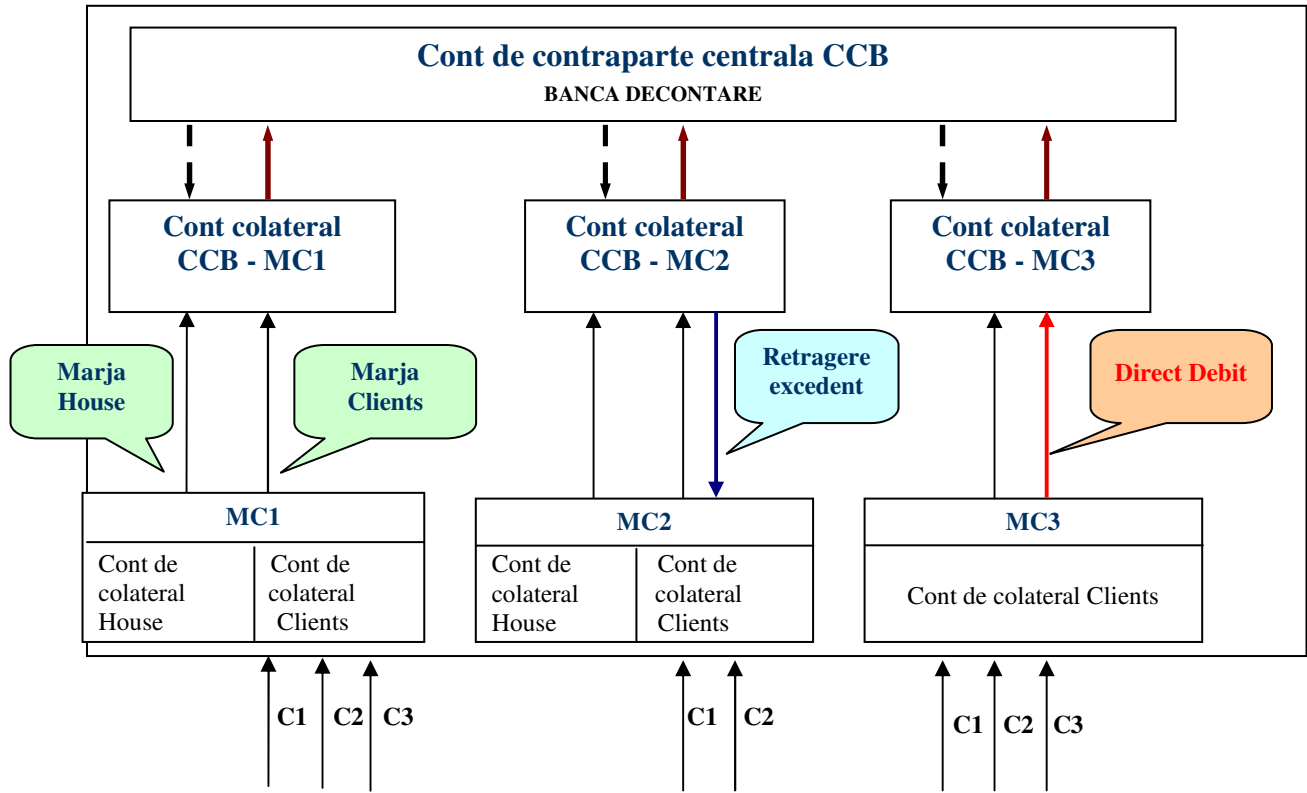 Cont de contraparte centrala CCB
BANCA DECONTARE
Cont colateral
CCB - MC1
Cont colateral
CCB - MC2
Cont colateral
CCB - MC3
Marja
House
Marja
Clients
Retragere
excedent
Direct Debit
MC1
Cont de
colateral
House
Cont de
colateral
Clients
MC2
Cont de
colateral
House
Cont de
colateral
Clients
MC3
Cont de colateral Clients
C1 C2 C3
C1 C2
C1 C2 C3